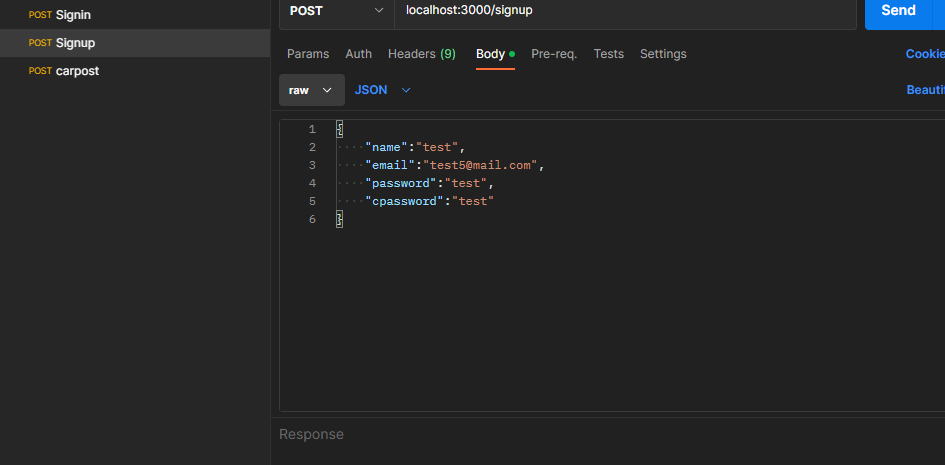 POST Signin
POST Signup
POST carpost
POST localhost:3000/signup Send
Params Auth Headers (9) Body Pre-req. Tests Settings Cookie
raw JSON Beauti
1 {
2 "name":"test",
3 "email":"test5@mail.com",
4 "password":"test",
5 "cpassword":"test"
6 }
Response